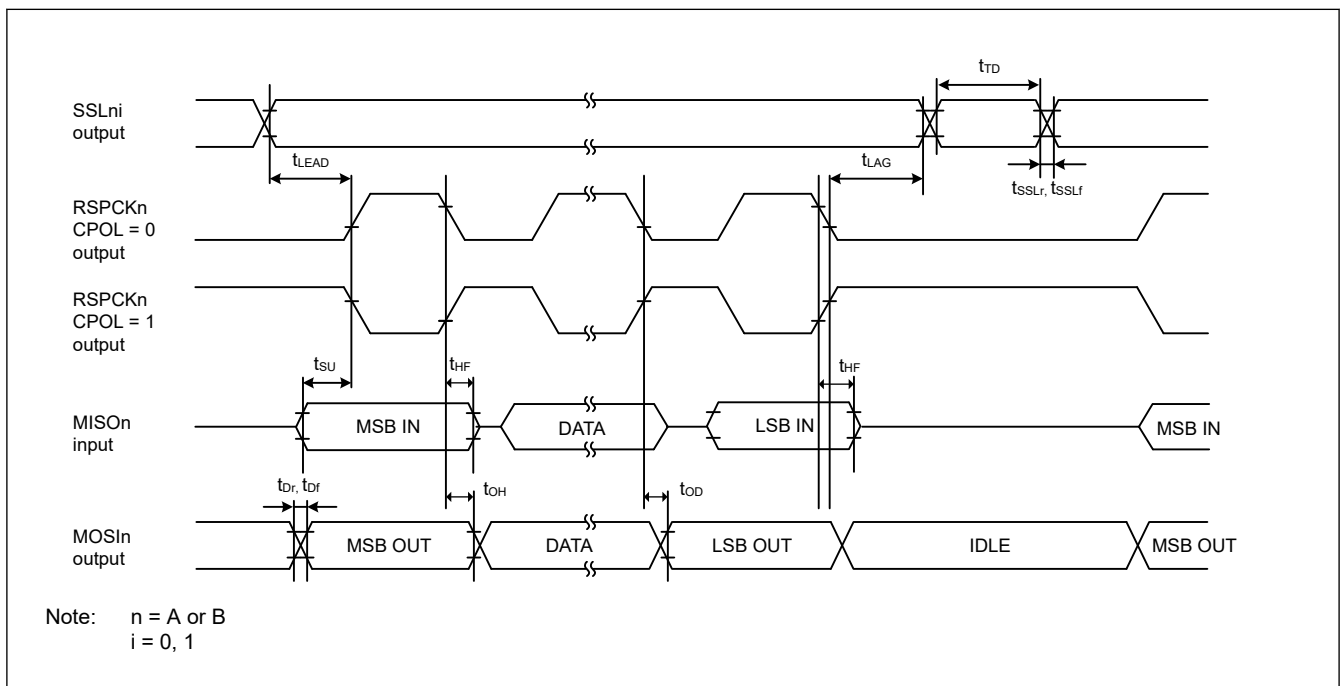 tTD
SSLni
output
tLEAD
tLAG
tSSLr, tSSLf
RSPCKn
CPOL = 0
output
RSPCKn
CPOL = 1
output
tSU
tHF
tHF
MISOn
input
MSB IN
DATA
LSB IN
MSB IN
tDr, tDf
tOH
tOD
MOSIn
output
MSB OUT
DATA
LSB OUT
IDLE
MSB OUT
Note: n = A or B
i = 0, 1